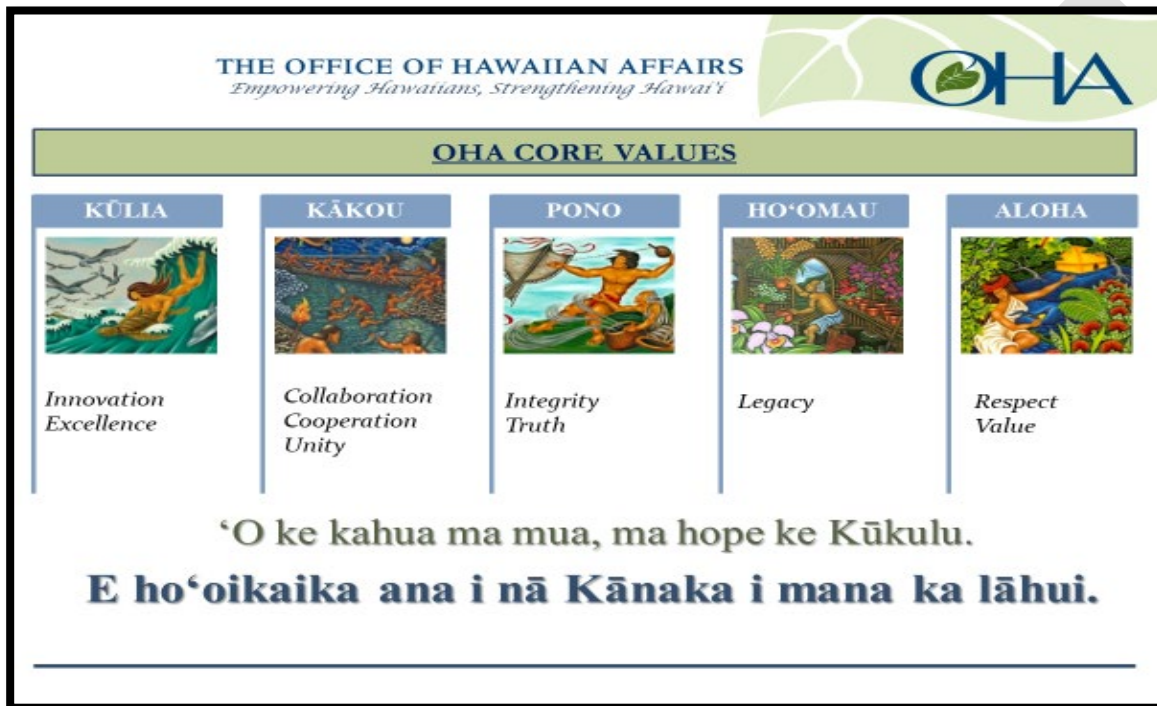 THE OFFICE OF HAWAIIAN AFFAIRS
Empowering Hawaiians, Strengthening Hawai‘i
OHA
OHA CORE VALUES
KŪLIA
Innovation
Excellence
KĀKOU
Collaboration
Cooperation
Unity
PONO
Integrity
Truth
HO‘OMAU
Legacy
ALOHA
Respect
Value
‘O ke kahua ma mua, ma hope ke Kūkulu.
E ho‘oikaika ana i nā Kānaka i mana ka lāhui.